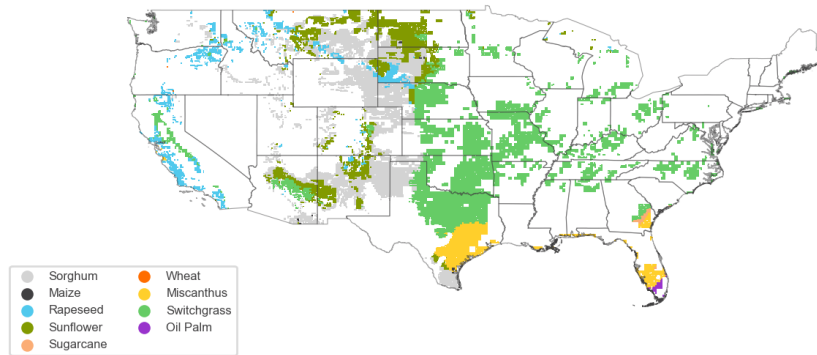 Sorghum
Maize
Rapeseed
Sunflower
Sugarcane
Wheat
Miscanthus
Switchgrass
Oil Palm